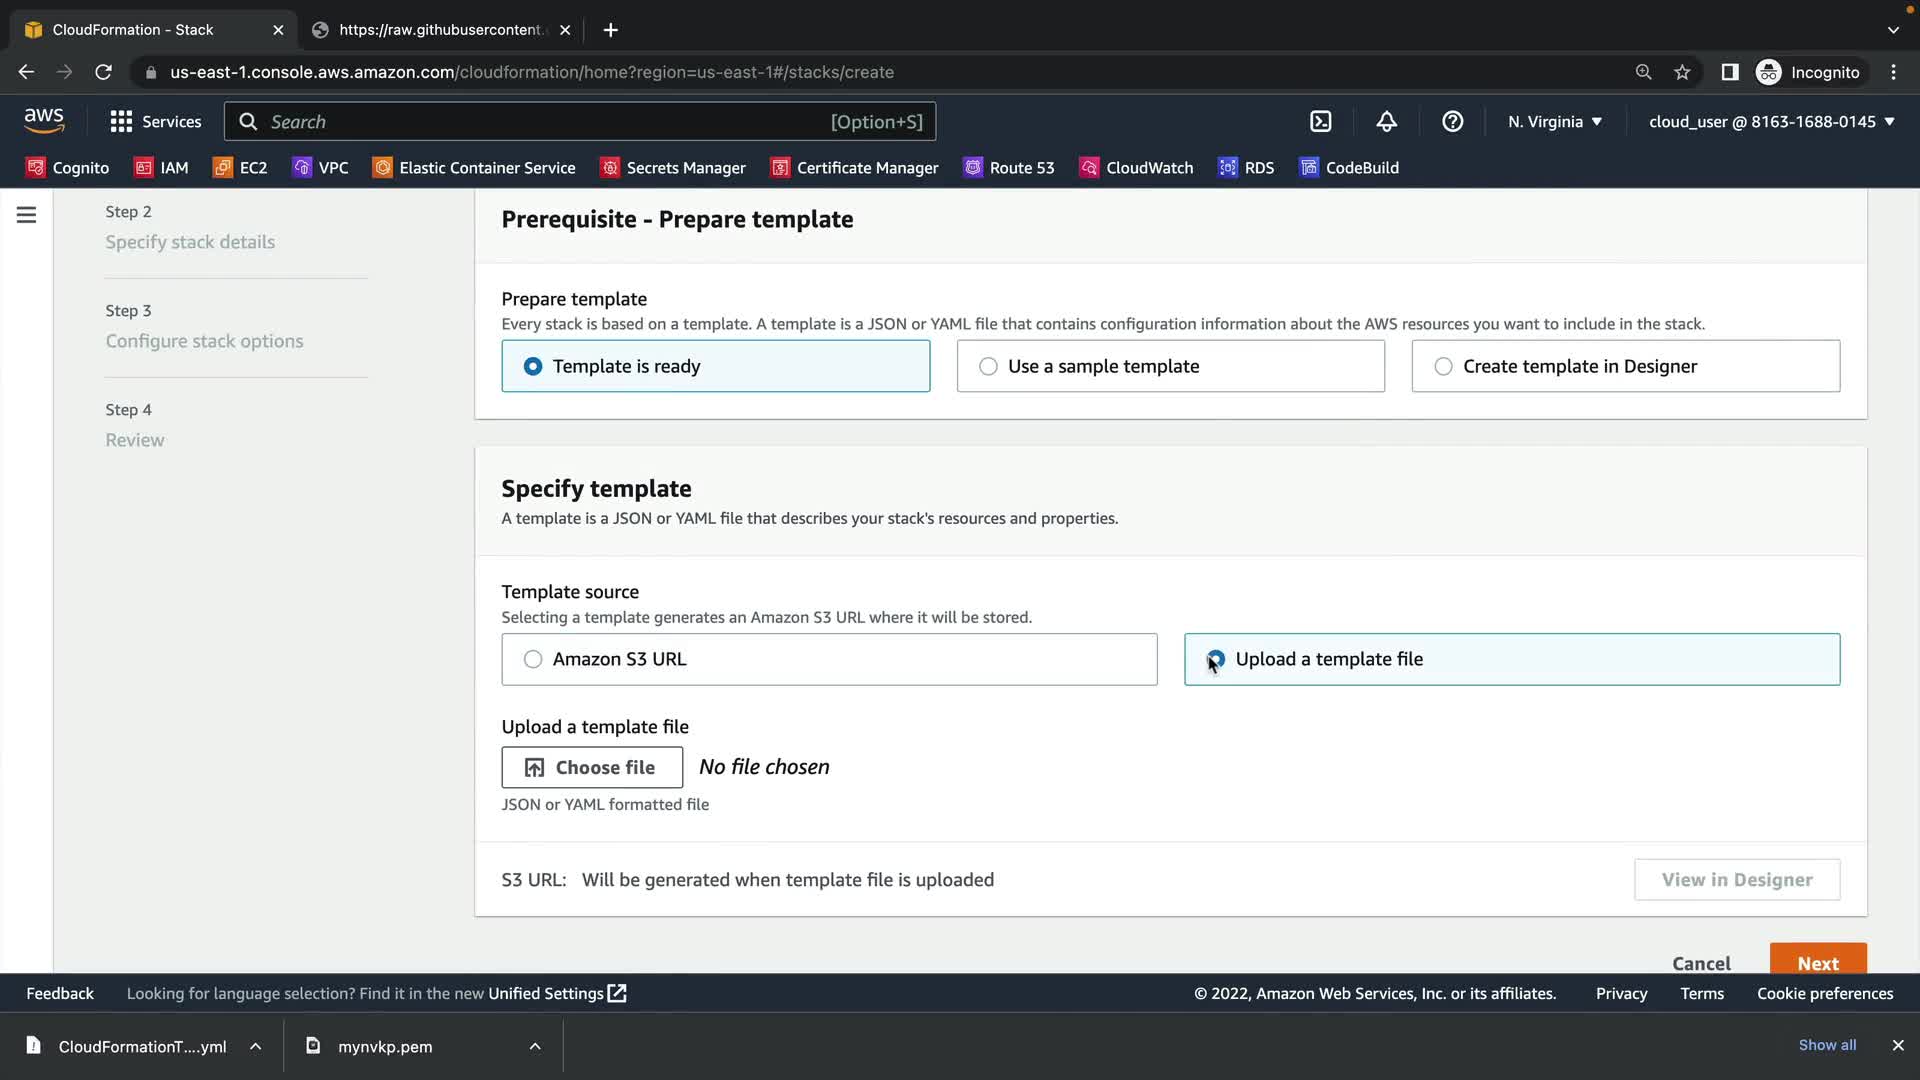 CloudFormation - Stack
https://raw.githubusercontent.
us-east-1.console.aws.amazon.com/cloudformation/home?region=us-east-1#/stacks/create
Incognito
aws
Services
Search
[Option+S]
N. Virginia
cloud_user @ 8163-1688-0145
Cognito
IAM
EC2
VPC
Elastic Container Service
Secrets Manager
Certificate Manager
Route 53
CloudWatch
RDS
CodeBuild
Step 2
Specify stack details
Step 3
Configure stack options
Step 4
Review
Prerequisite - Prepare template
Prepare template
Every stack is based on a template. A template is a JSON or YAML file that contains configuration information about the AWS resources you want to include in the stack.
Template is ready
Use a sample template
Create template in Designer
Specify template
A template is a JSON or YAML file that describes your stack's resources and properties.
Template source
Selecting a template generates an Amazon S3 URL where it will be stored.
Amazon S3 URL
Upload a template file
Upload a template file
Choose file
No file chosen
JSON or YAML formatted file
S3 URL: Will be generated when template file is uploaded
View in Designer
Cancel
Next
Feedback
Looking for language selection? Find it in the new Unified Settings
© 2022, Amazon Web Services, Inc. or its affiliates.
Privacy
Terms
Cookie preferences
CloudFormationT....yml
mynvkp.pem
Show all